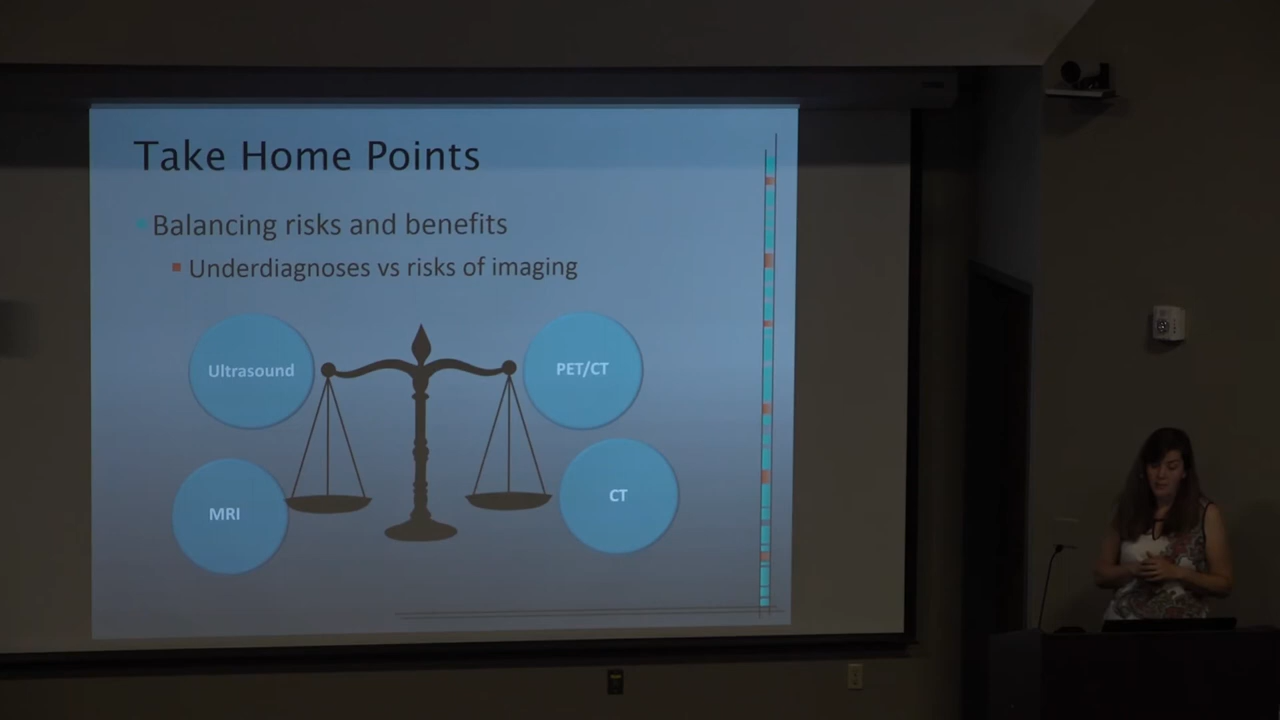 Take Home Points
Balancing risks and benefits
Underdiagnoses vs risks of imaging
Ultrasound
PET/CT
MRI
CT